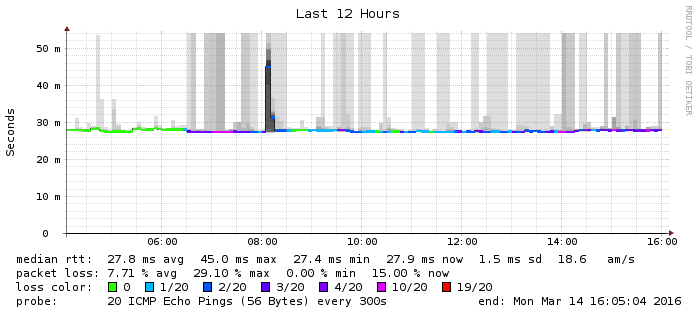 Last 12 Hours
RRDTOOL / TOBI OETIKER
Seconds
50 m
40 m
30 m
20 m
10 m
0
06:00 08:00 10:00 12:00 14:00 16:00
median rtt: 27.8 ms avg 45.0 ms max 27.4 ms min 27.9 ms now 1.5 ms sd 18.6 am/s
packet loss: 7.71 % avg 29.10 % max 0.00 % min 15.00 % now
loss color: 0 1/20 2/20 3/20 4/20 10/20 19/20
probe: 20 ICMP Echo Pings (56 Bytes) every 300s end: Mon Mar 14 16:05:04 2016